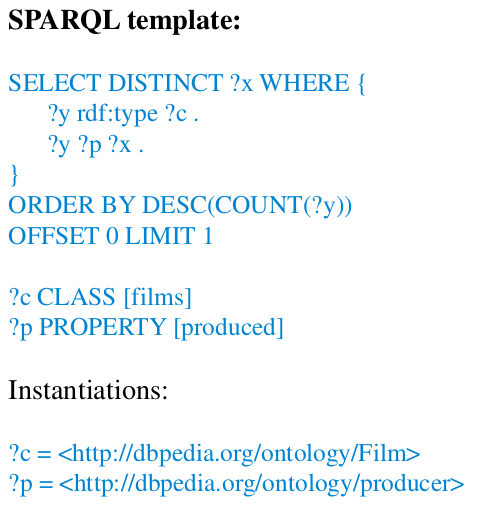 SPARQL template:
SELECT DISTINCT ?x WHERE {
?y rdf:type ?c .
?y ?p ?x .
}
ORDER BY DESC(COUNT(?y))
OFFSET 0 LIMIT 1
?c CLASS [films]
?p PROPERTY [produced]
Instantiations:
?c = <http://dbpedia.org/ontology/Film>
?p = <http://dbpedia.org/ontology/producer>